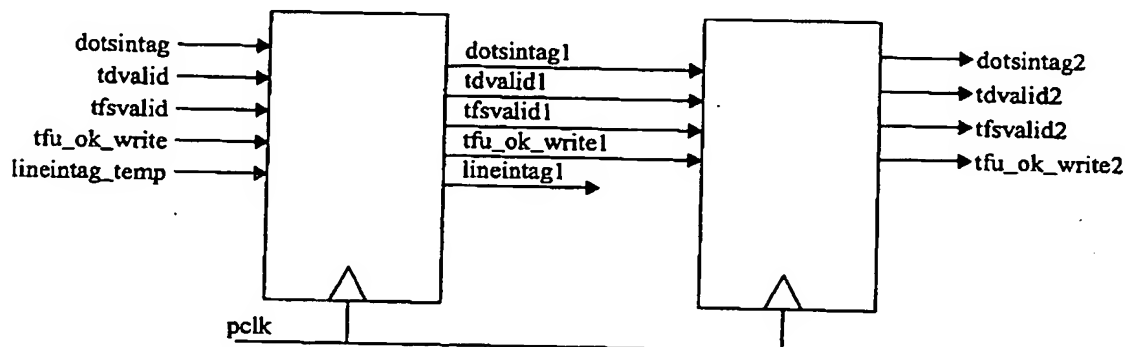 dotsintag
tdvalid
tfsvalid
tfu_ok_write
lineintag_temp
dotsintag1
tdvalid1
tfsvalid1
tfu_ok_write1
lineintag1
dotsintag2
tdvalid2
tfsvalid2
tfu_ok_write2
pclk